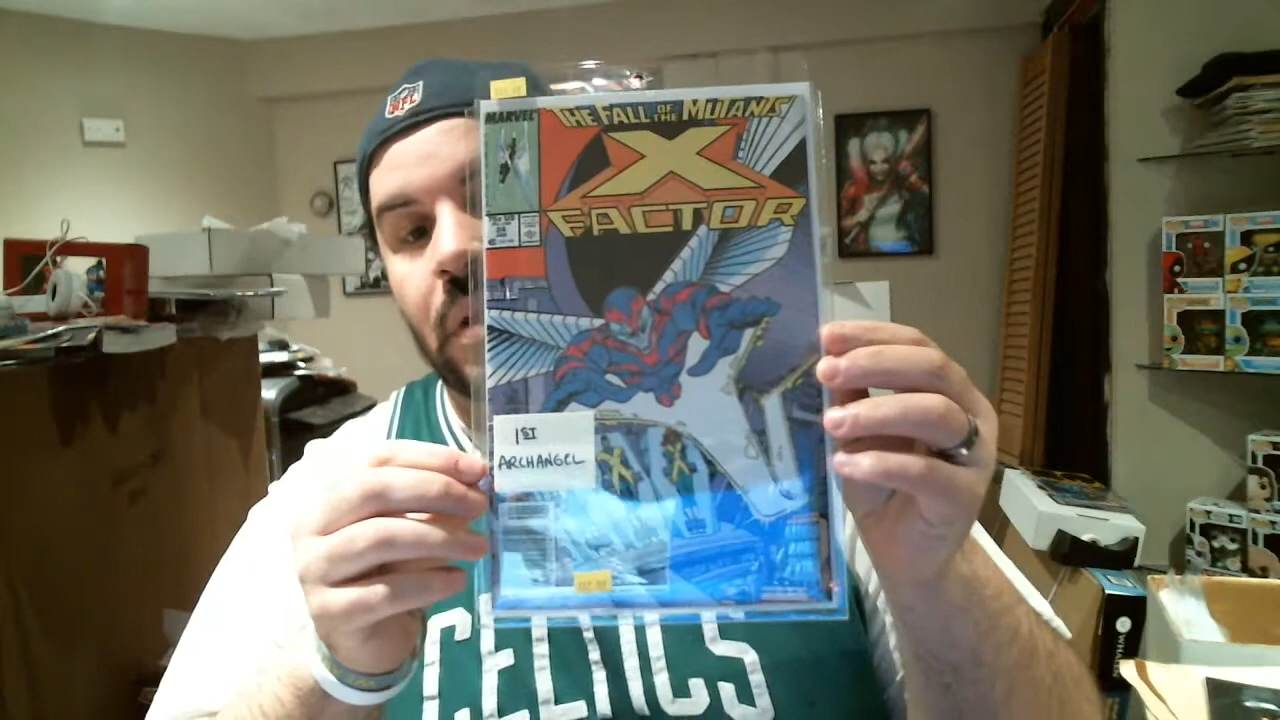 NFL
MARVEL
THE FALL OF THE MUTANTS
X
FACTOR
1ST
ARCHANGEL
CELTICS